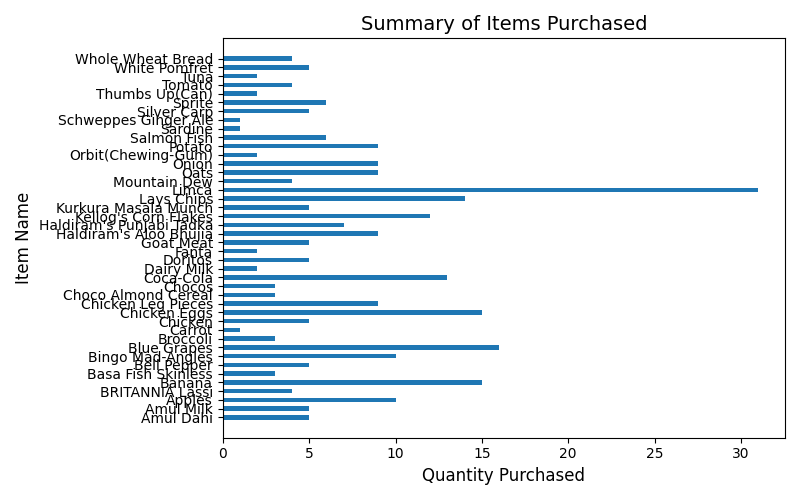 Summary of Items Purchased
Item Name
Whole Wheat Bread
White Pomfret
Tuna
Tomato
Thumbs Up(Can)
Sprite
Silver Carp
Schweppes Ginger Ale
Sardine
Salmon Fish
Potato
Orbit(Chewing-Gum)
Onion
Oats
Mountain Dew
Limca
Lays Chips
Kurkura Masala Munch
Kellog's Corn Flakes
Haldiram's Punjabi Tadka
Haldiram's Aloo Bhujia
Goat Meat
Fanta
Doritos
Dairy Milk
Coca-Cola
Chocos
Choco Almond Cereal
Chicken Leg Pieces
Chicken Eggs
Chicken
Carrot
Broccoli
Blue Grapes
Bingo Mad-Angles
Bell Pepper
Basa Fish Skinless
Banana
BRITANNIA Lassi
Apples
Amul Milk
Amul Dahi
0 5 10 15 20 25 30
Quantity Purchased